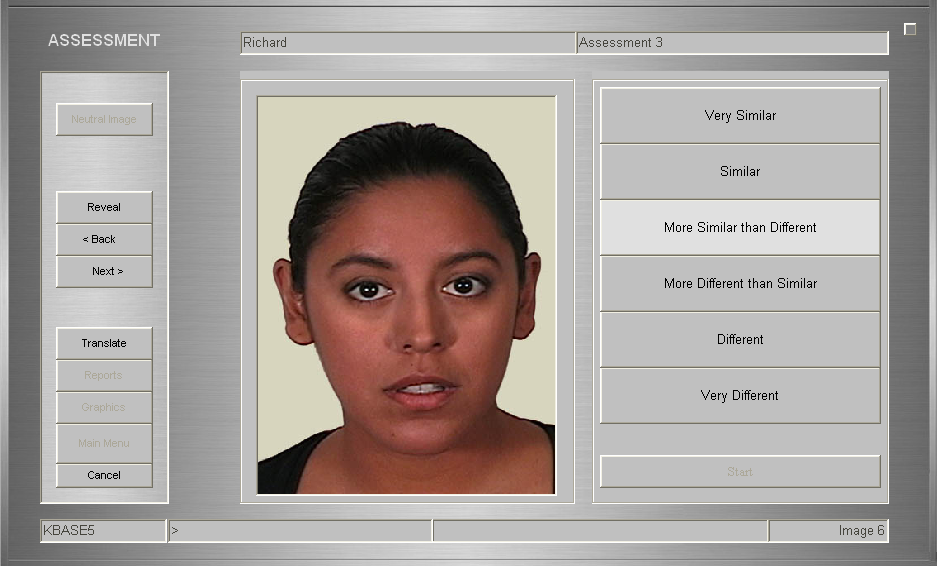 ASSESSMENT
Richard
Assessment 3
Neutral Image
Reveal
< Back
Next >
Translate
Reports
Graphics
Main Menu
Cancel
Very Similar
Similar
More Similar than Different
More Different than Similar
Different
Very Different
Start
KBASE5
>
Image 6